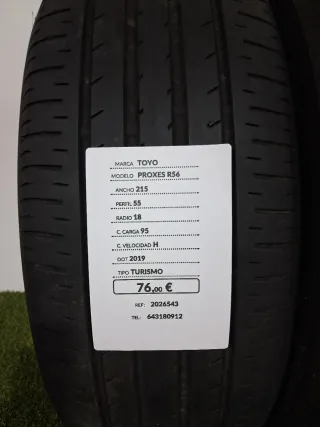 MARCA TOYO
MODELO PROXES R56
ANCHO 215
PERFIL 55
RADIO 18
C. CARGA 95
C. VELOCIDAD H
DOT 2019
TIPO TURISMO
76,00 €
REF: 2026543
TEL: 643180912